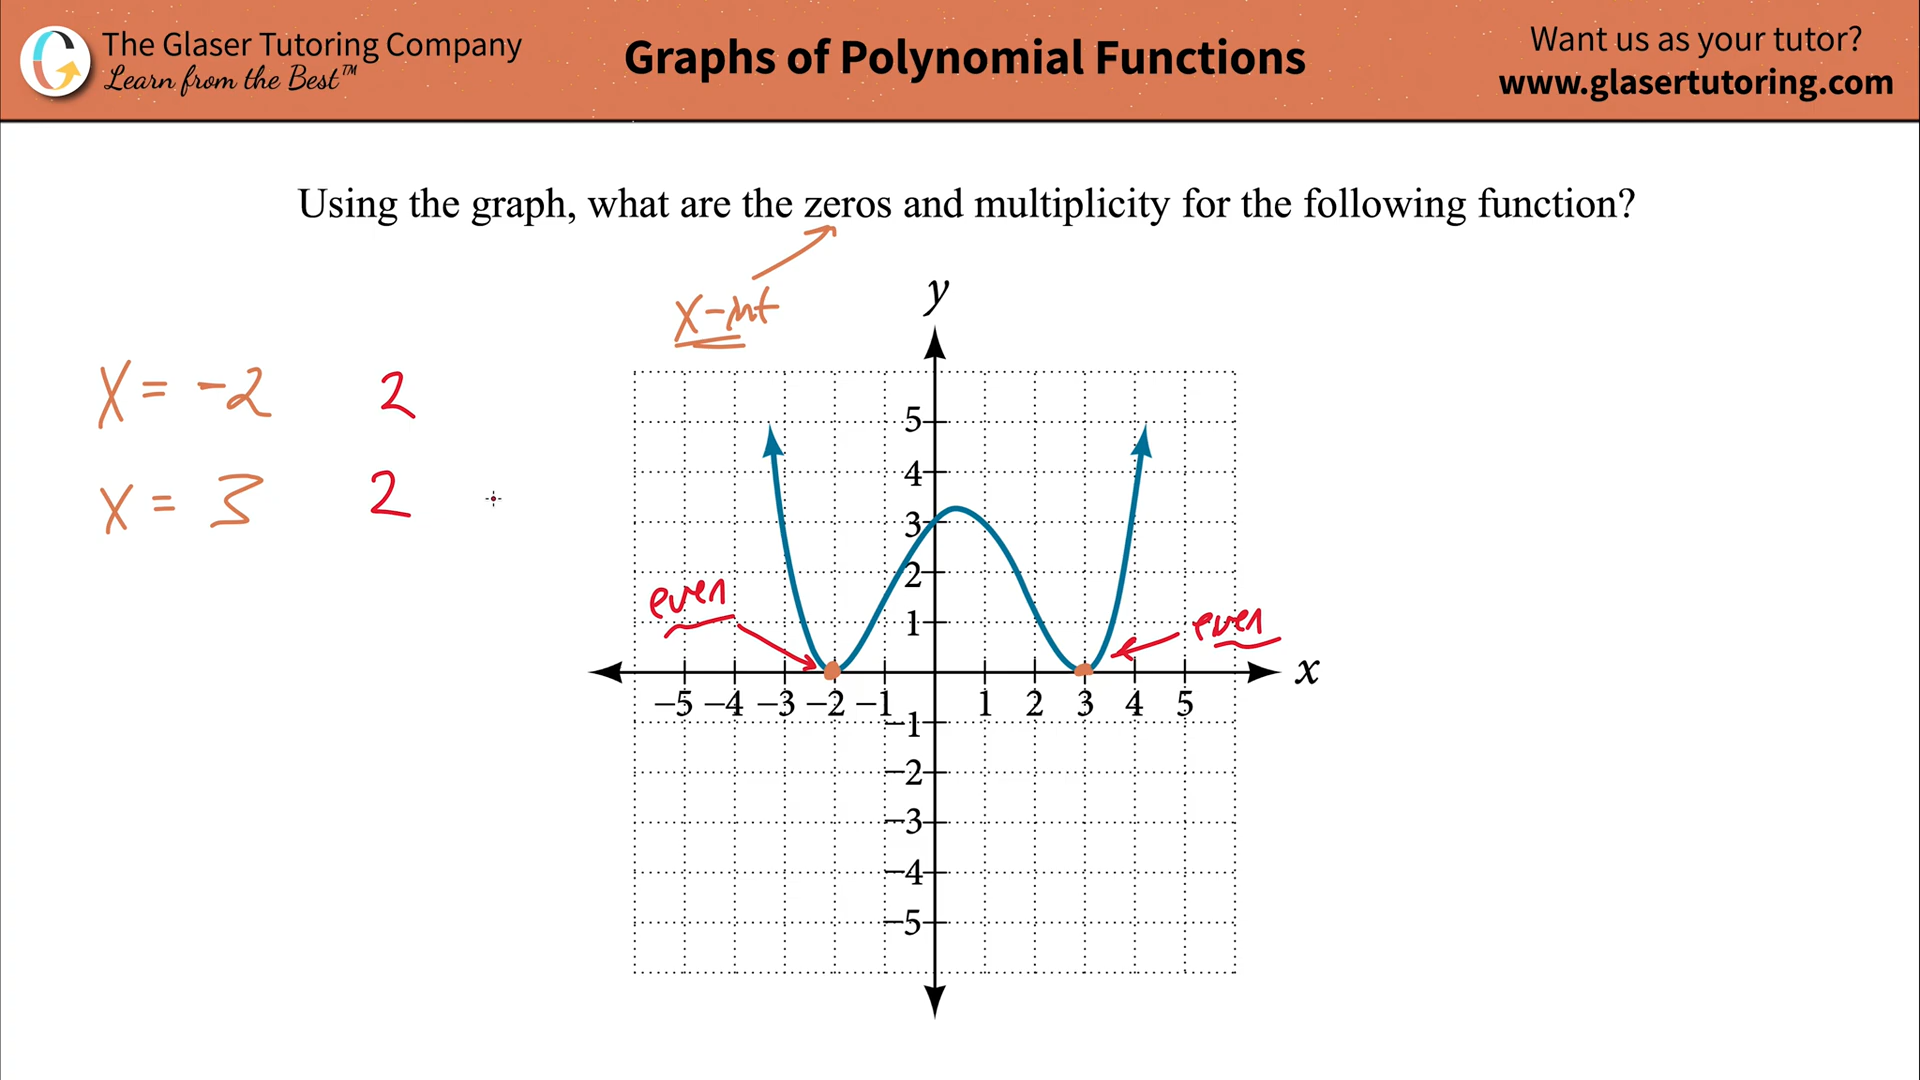 The Glaser Tutoring Company
Learn from the Best™
Graphs of Polynomial Functions
Want us as your tutor?
www.glasertutoring.com
Using the graph, what are the zeros and multiplicity for the following function?
x-int
y
x = -2 2
x = 3 2
5
4
3
2
1
even
even
x
−5 −4 −3 −2 −1 1 2 3 4 5
−1
−2
−3
−4
−5